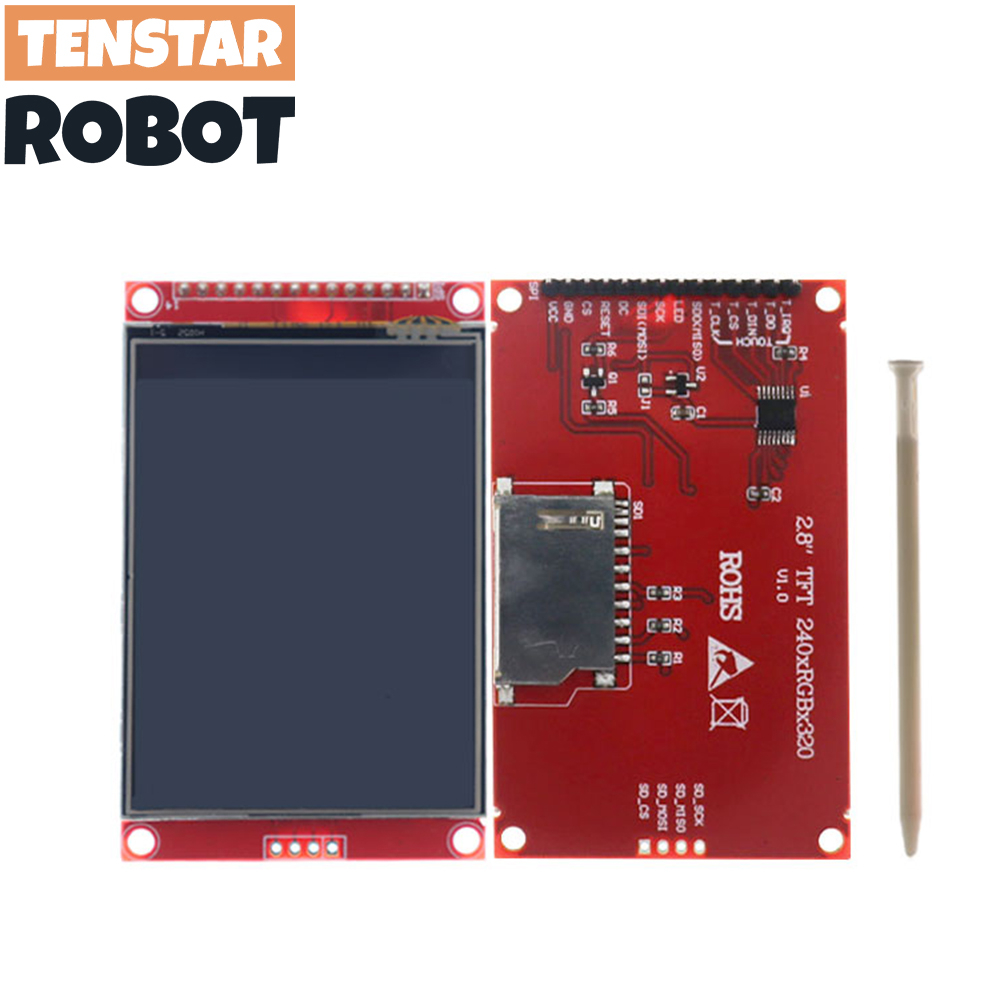 TENSTAR
ROBOT
SPI
VCC
GND
CS
RESET
DC
SDI(MOSI)
SCK
LED
SDO(MISO)
T_CLK
T_CS
T_DIN
T_DO
T_IRQ
TOUCH
R4
R6
Q1
R5
J1
U2
C1
U1
C2
SD1
R3
R2
R1
ROHS
2.8" TFT 240xRGBx320
V1.0
SD_CS
SD_MOSI
SD_MISO
SD_SCK